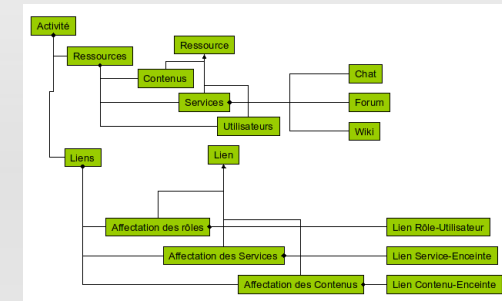 Activité
Ressource
Ressources
Contenus
Chat
Services
Forum
Utilisateurs
Wiki
Liens
Lien
Affectation des rôles
Lien Rôle-Utilisateur
Affectation des Services
Lien Service-Enceinte
Affectation des Contenus
Lien Contenu-Enceinte